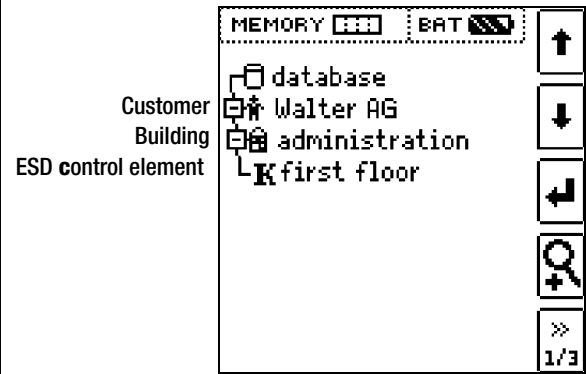 MEMORY BAT
database
Customer Walter AG
Building administration
ESD control element K first floor
»
1/3